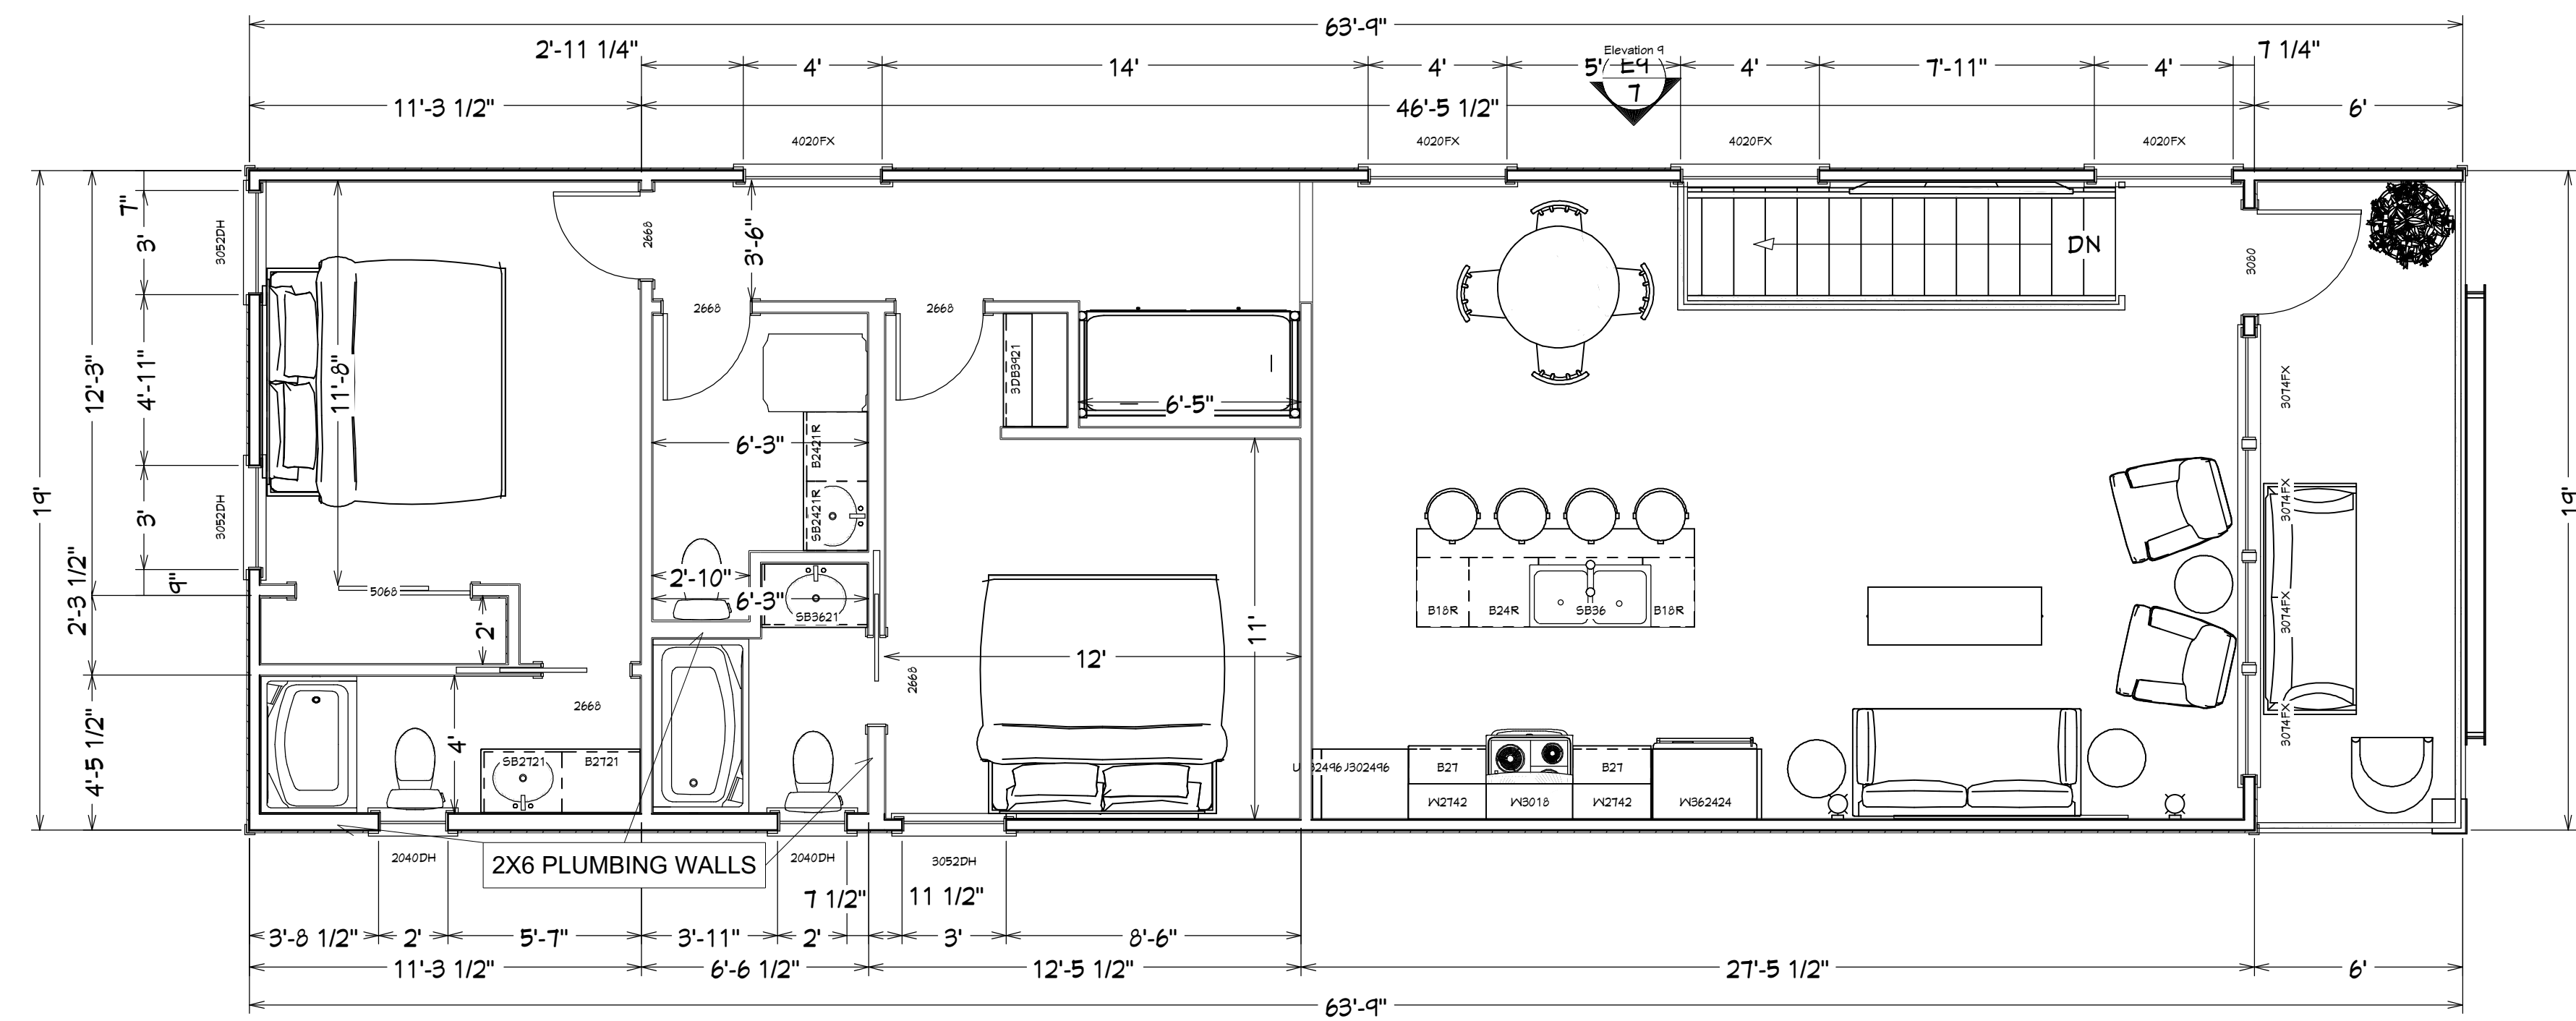 63'-9"
2'-11 1/4"
4'
14'
4'
5'
Elevation 9
E9
7
4'
7'-11"
4'
7 1/4"
11'-3 1/2"
46'-5 1/2"
6'
4020FX
4020FX
4020FX
4020FX
19'
12'-3"
2'-3 1/2"
4'-5 1/2"
7"
3'
4'-11"
3'
9"
3052DH
3052DH
2668
3'-6"
2668
2668
11'-8"
3DB3921
6'-5"
DN
3080
6'-3"
B2421R
SB2421R
2'-10"
6'-3"
SB3621
5068
2'
2668
4'
SB2721
B2721
2668
12'
11'
B18R
B24R
SB36
B18R
3074FX
3074FX
3074FX
3074FX
19'
J302496
B27
B27
W2742
W3018
W2742
W362424
2X6 PLUMBING WALLS
2040DH
2040DH
3052DH
7 1/2"
11 1/2"
3'-8 1/2"
2'
5'-7"
3'-11"
2'
3'
8'-6"
11'-3 1/2"
6'-6 1/2"
12'-5 1/2"
27'-5 1/2"
6'
63'-9"